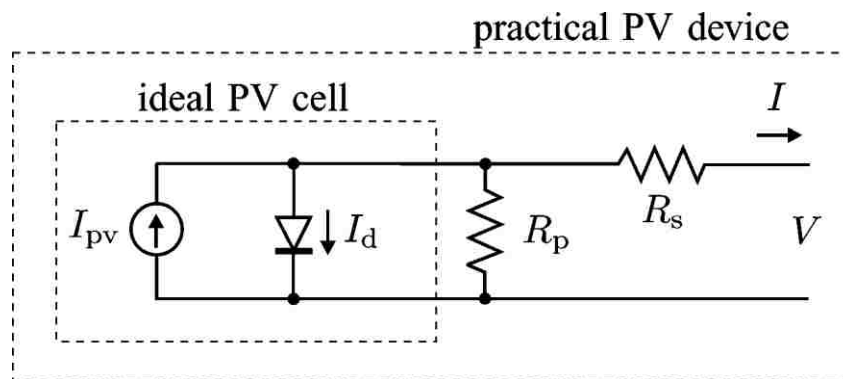 practical PV device
ideal PV cell
I
Ipv
Id
Rp
Rs
V